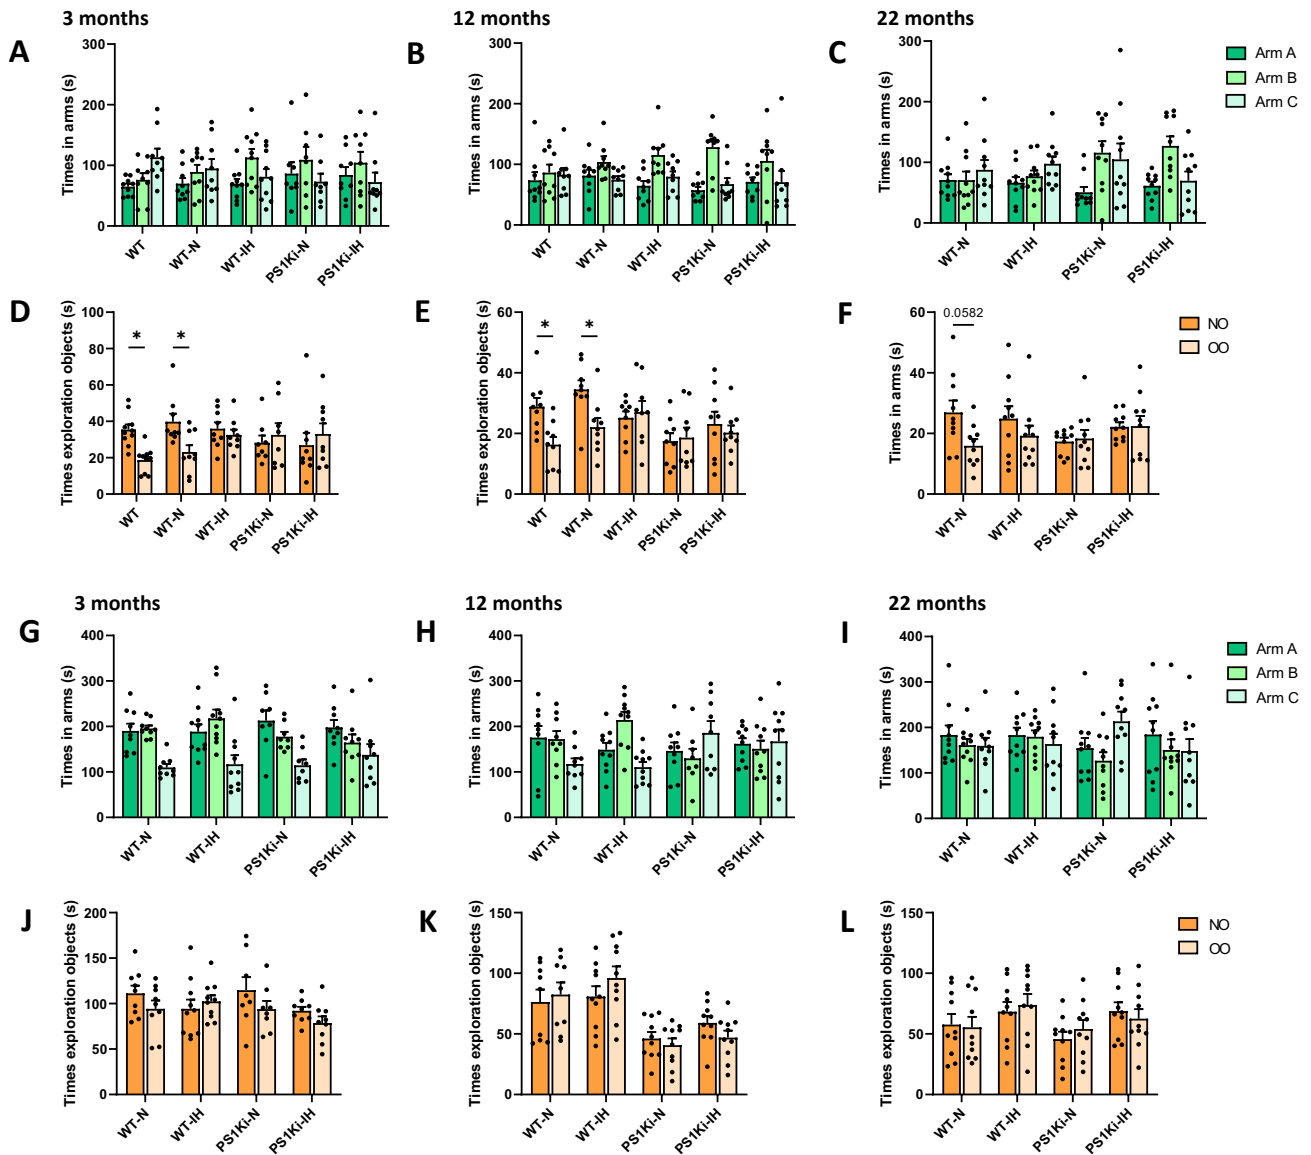 3 months
12 months
22 months
A
Times in arms (s)
300
200
100
0
WT
WT-N
WT-IH
PS1Ki-N
PS1Ki-IH
B
Times in arms (s)
300
200
100
0
WT
WT-N
WT-IH
PS1Ki-N
PS1Ki-IH
C
Times in arms (s)
300
200
100
0
WT-N
WT-IH
PS1Ki-N
PS1Ki-IH
Arm A
Arm B
Arm C
D
Times exploration objects (s)
100
80
60
40
20
0
*
*
WT
WT-N
WT-IH
PS1Ki-N
PS1Ki-IH
E
Times exploration objects (s)
60
40
20
0
*
*
WT
WT-N
WT-IH
PS1Ki-N
PS1Ki-IH
F
Times in arms (s)
60
40
20
0
0.0582
WT-N
WT-IH
PS1Ki-N
PS1Ki-IH
NO
OO
3 months
12 months
22 months
G
Times in arms (s)
400
300
200
100
0
WT-N
WT-IH
PS1Ki-N
PS1Ki-IH
H
Times in arms (s)
400
300
200
100
0
WT-N
WT-IH
PS1Ki-N
PS1Ki-IH
I
Times in arms (s)
400
300
200
100
0
WT-N
WT-IH
PS1Ki-N
PS1Ki-IH
Arm A
Arm B
Arm C
J
Times exploration objects (s)
200
150
100
50
0
WT-N
WT-IH
PS1Ki-N
PS1Ki-IH
K
Times exploration objects (s)
150
100
50
0
WT-N
WT-IH
PS1Ki-N
PS1Ki-IH
L
Times exploration objects (s)
150
100
50
0
WT-N
WT-IH
PS1Ki-N
PS1Ki-IH
NO
OO